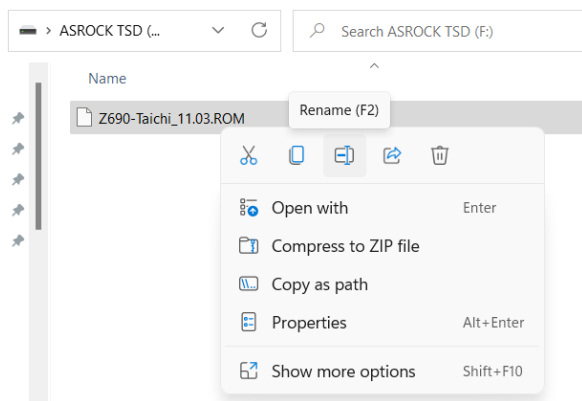 ASROCK TSD (...
Search ASROCK TSD (F:)
Name
Rename (F2)
Z690-Taichi_11.03.ROM
Open with Enter
Compress to ZIP file
Copy as path
Properties Alt+Enter
Show more options Shift+F10